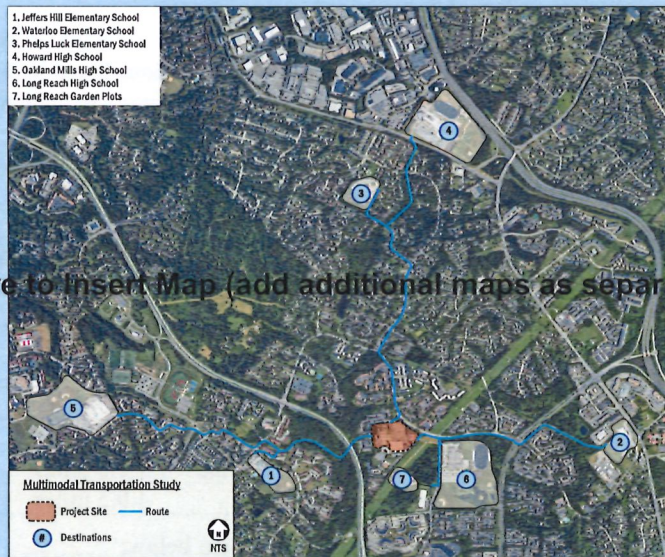 1. Jeffers Hill Elementary School
2. Waterloo Elementary School
3. Phelps Luck Elementary School
4. Howard High School
5. Oakland Mills High School
6. Long Reach High School
7. Long Reach Garden Plots
4
3
e to Insert Map (add additional maps as separ
5
2
1
7
6
Multimodal Transportation Study
Project Site
Route
# Destinations
N
NTS